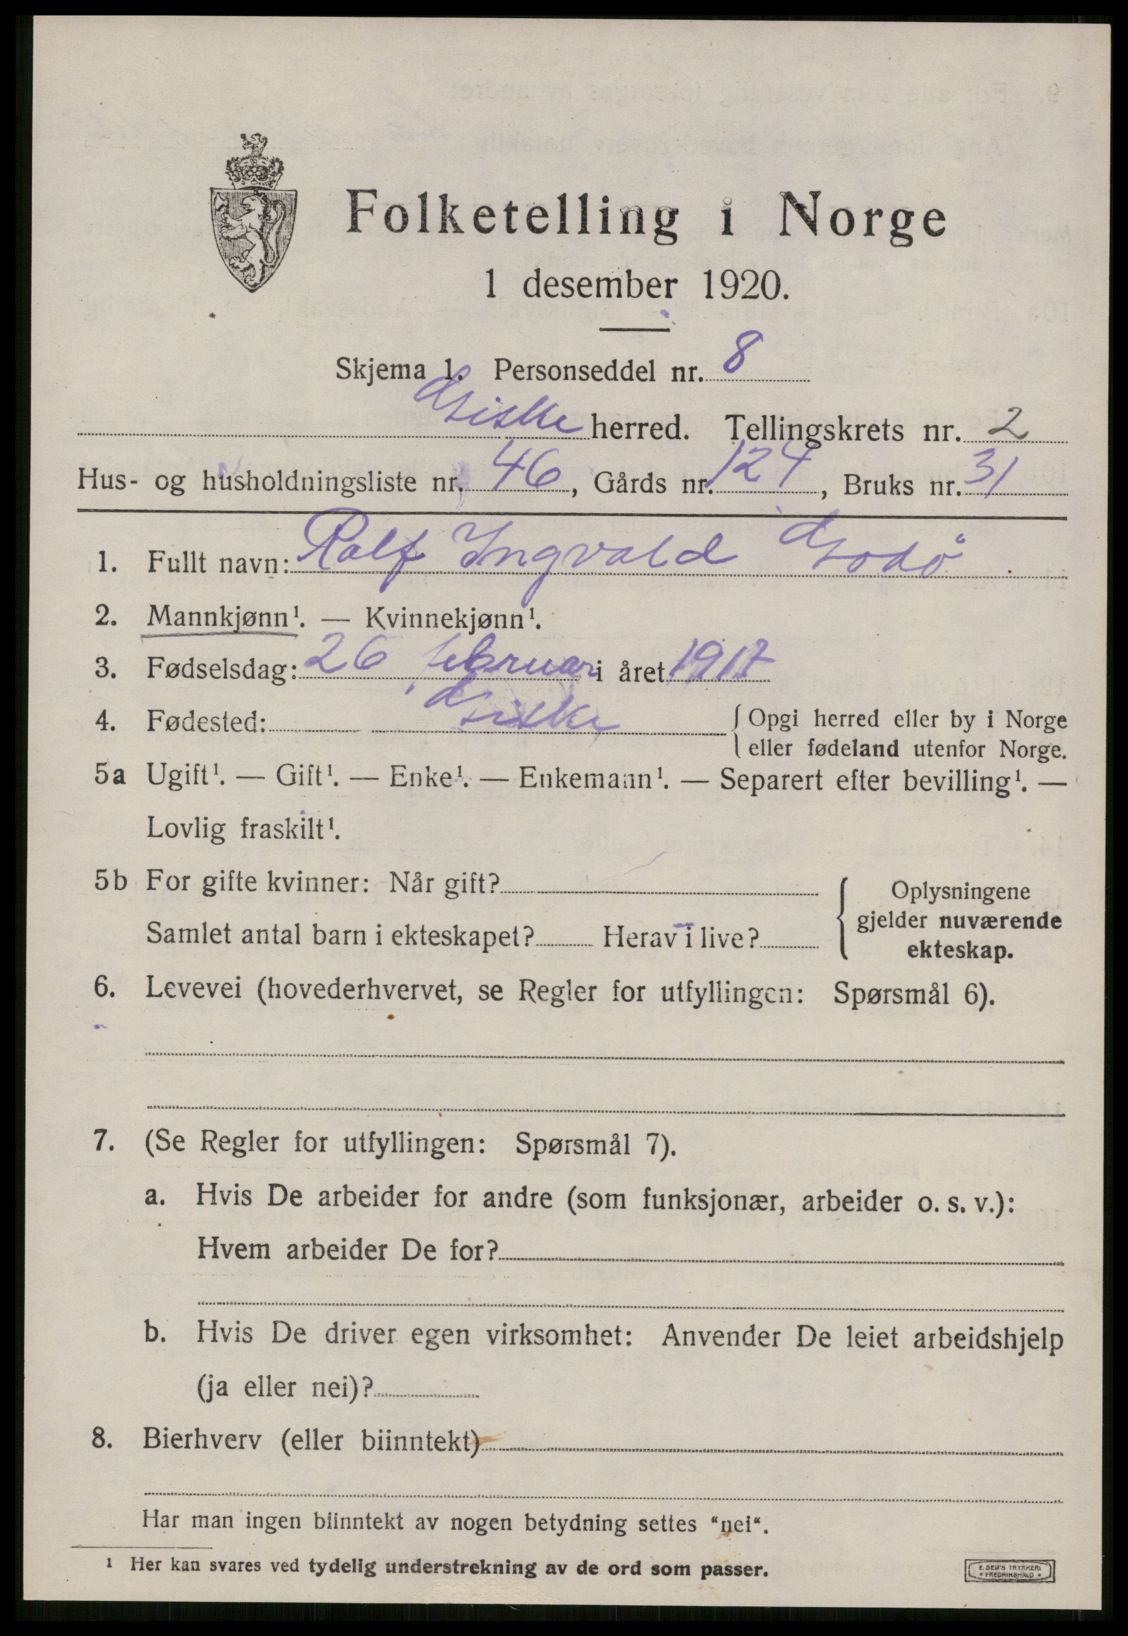 Folketelling i Norge
1 desember 1920.
Skjema 1. Personseddel nr. 8
Giske herred. Tellingskrets nr. 2
Hus- og husholdningsliste nr. 46, Gårds nr. 124, Bruks nr. 31
1. Fullt navn: Ralf Ingvald Godø
2. Mannkjønn¹. — Kvinnekjønn¹.
3. Fødselsdag: 26 februar i året 1917
4. Fødested: Giske { Opgi herred eller by i Norge
eller fødeland utenfor Norge.
5a Ugift¹. — Gift¹. — Enke¹. — Enkemann¹. — Separert efter bevilling¹. —
Lovlig fraskilt¹.
5b For gifte kvinner: Når gift?
Samlet antal barn i ekteskapet? Herav i live?
{ Oplysningene
gjelder nuværende
ekteskap.
6. Levevei (hovederhvervet, se Regler for utfyllingen: Spørsmål 6).
7. (Se Regler for utfyllingen: Spørsmål 7).
a. Hvis De arbeider for andre (som funksjonær, arbeider o. s. v.):
Hvem arbeider De for?
b. Hvis De driver egen virksomhet: Anvender De leiet arbeidshjelp
(ja eller nei)?
8. Bierhverv (eller biinntekt)
Har man ingen biinntekt av nogen betydning settes "nei".
¹ Her kan svares ved tydelig understrekning av de ord som passer.
E. SEM'S TRYKKERI
FREDRIKSHALD